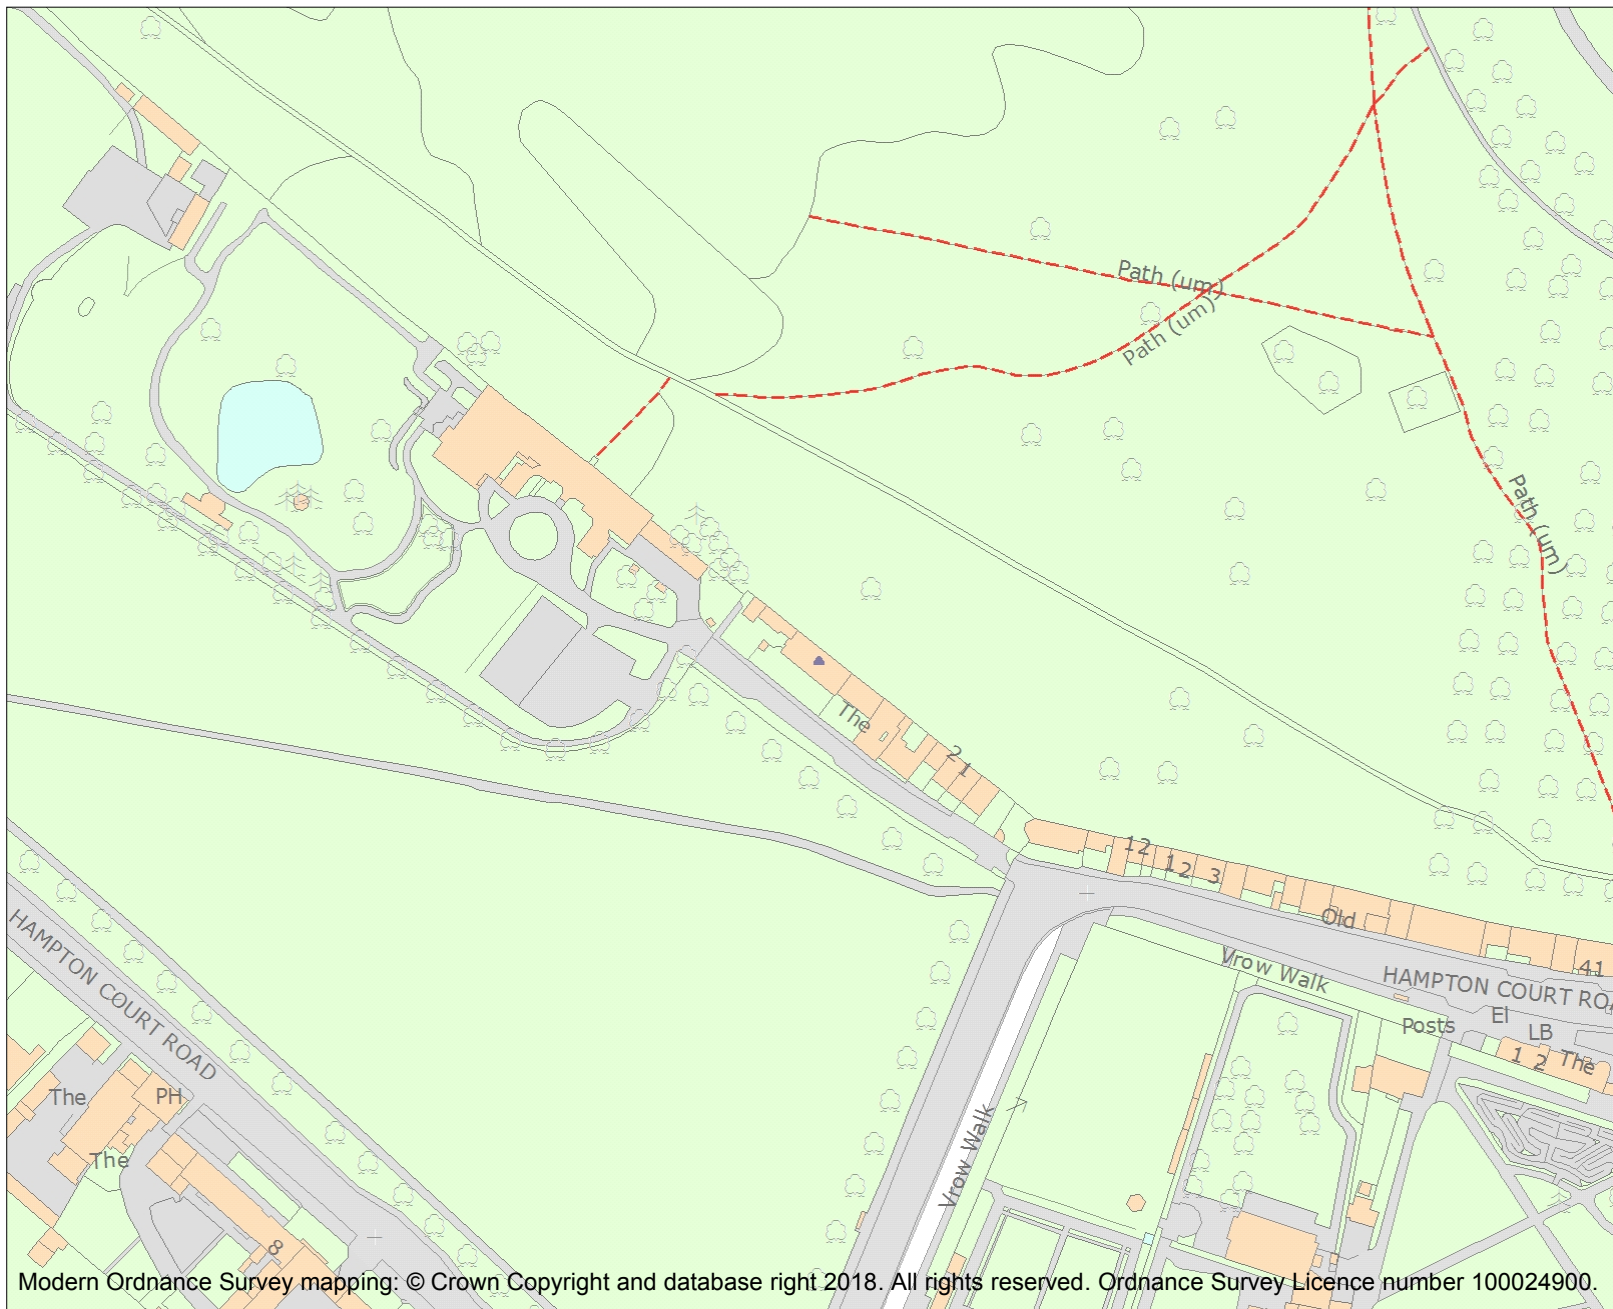 Path (um)
Path (um)
Path (um)
The
2 1
12
1 2
3
Old
41
Vrow Walk
HAMPTON COURT ROA
HAMPTON COURT ROAD
Posts
El
LB
1 2
The
The
PH
The
Vrow Walk
8
Modern Ordnance Survey mapping: © Crown Copyright and database right 2018. All rights reserved. Ordnance Survey Licence number 100024900.